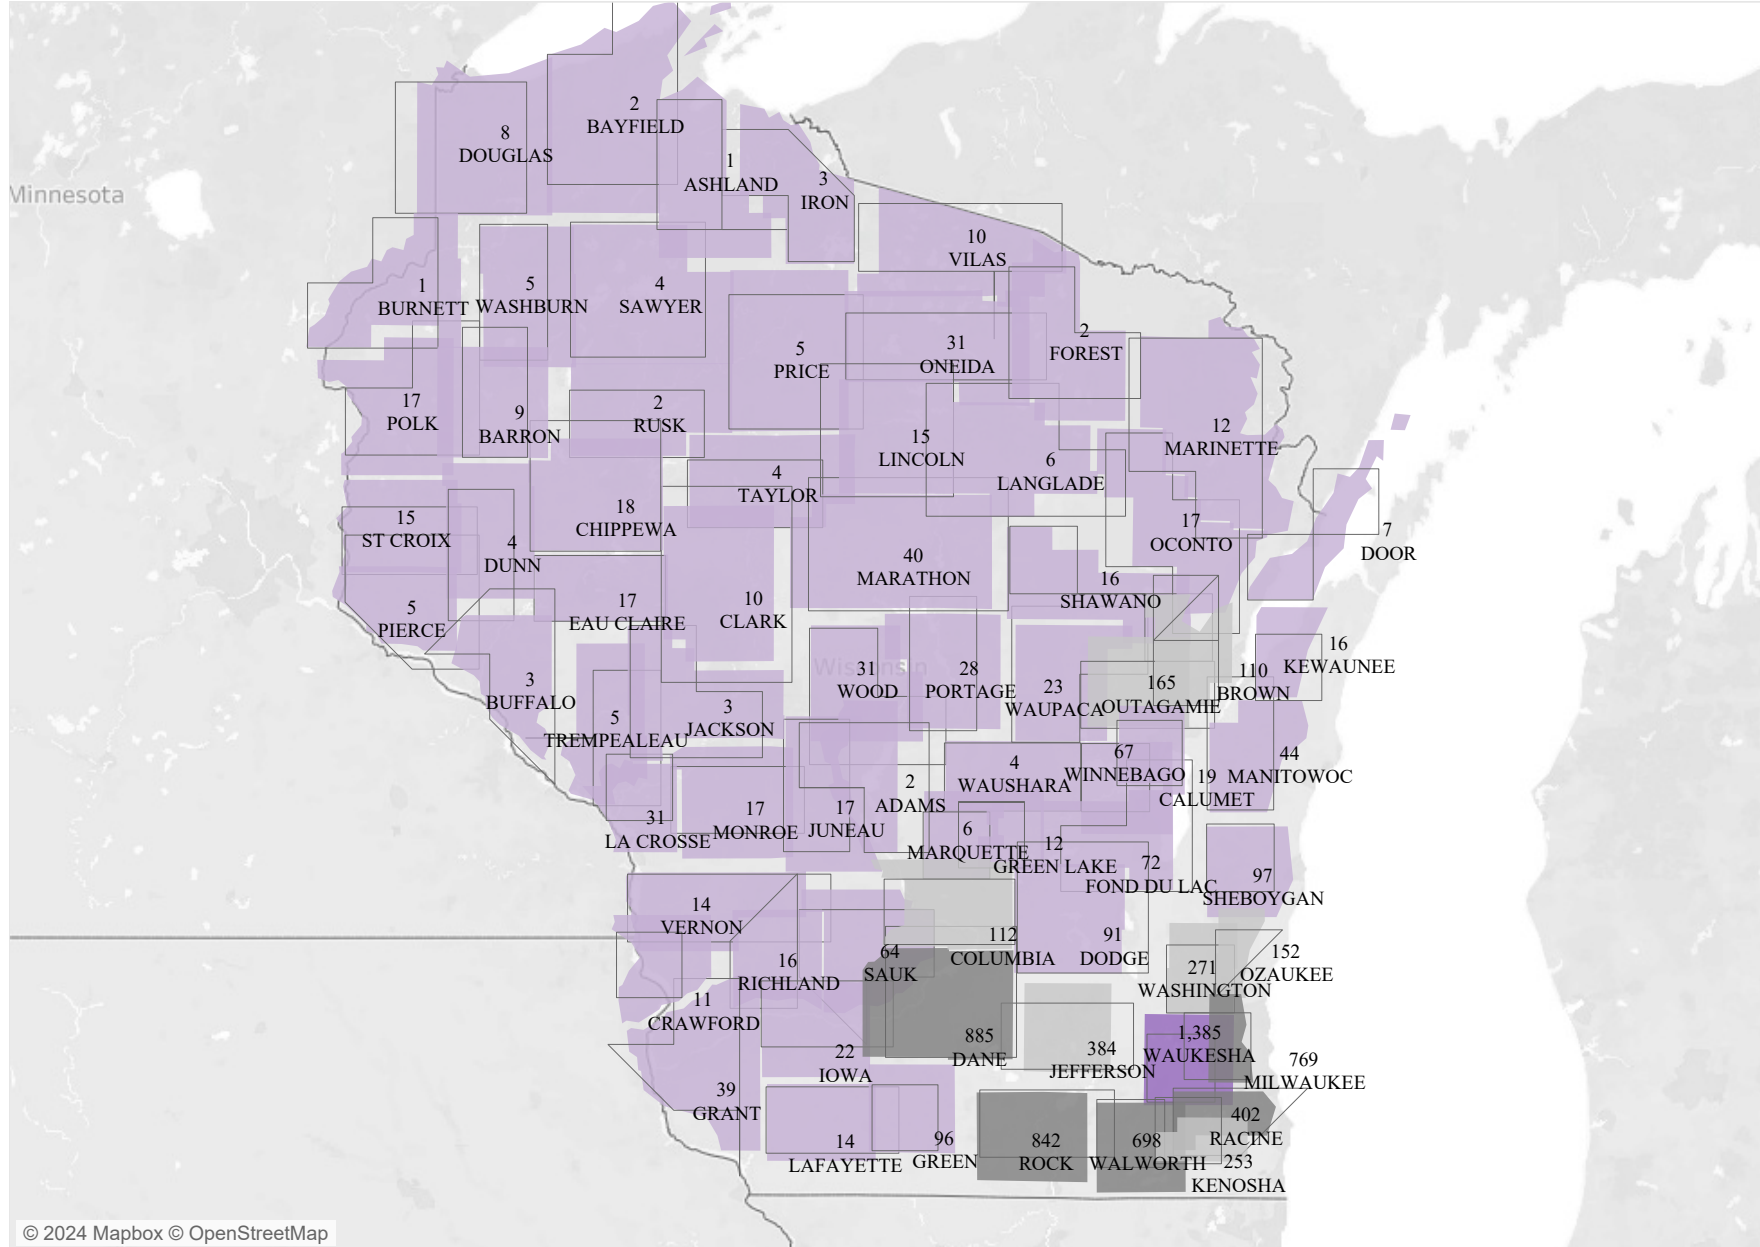 2
BAYFIELD
8
DOUGLAS
1
ASHLAND
3
IRON
Minnesota
10
VILAS
1
BURNETT
5
WASHBURN
4
SAWYER
2
FOREST
5
PRICE
31
ONEIDA
17
POLK
9
BARRON
2
RUSK
12
MARINETTE
15
LINCOLN
6
LANGLADE
4
TAYLOR
18
CHIPPEWA
15
ST CROIX
4
DUNN
17
OCONTO
7
DOOR
40
MARATHON
16
SHAWANO
5
PIERCE
17
EAU CLAIRE
10
CLARK
16
KEWAUNEE
Wisconsin
31
WOOD
28
PORTAGE
23
WAUPACA
165
OUTAGAMIE
110
BROWN
3
BUFFALO
5
TREMPEALEAU
3
JACKSON
4
WAUSHARA
67
WINNEBAGO
19
CALUMET
44
MANITOWOC
2
ADAMS
31
LA CROSSE
17
MONROE
17
JUNEAU
6
MARQUETTE
12
GREEN LAKE
72
FOND DU LAC
97
SHEBOYGAN
14
VERNON
16
RICHLAND
64
SAUK
112
COLUMBIA
91
DODGE
271
WASHINGTON
152
OZAUKEE
11
CRAWFORD
885
DANE
384
JEFFERSON
1,385
WAUKESHA
769
MILWAUKEE
22
IOWA
39
GRANT
14
LAFAYETTE
96
GREEN
842
ROCK
698
WALWORTH
402
RACINE
253
KENOSHA
© 2024 Mapbox © OpenStreetMap